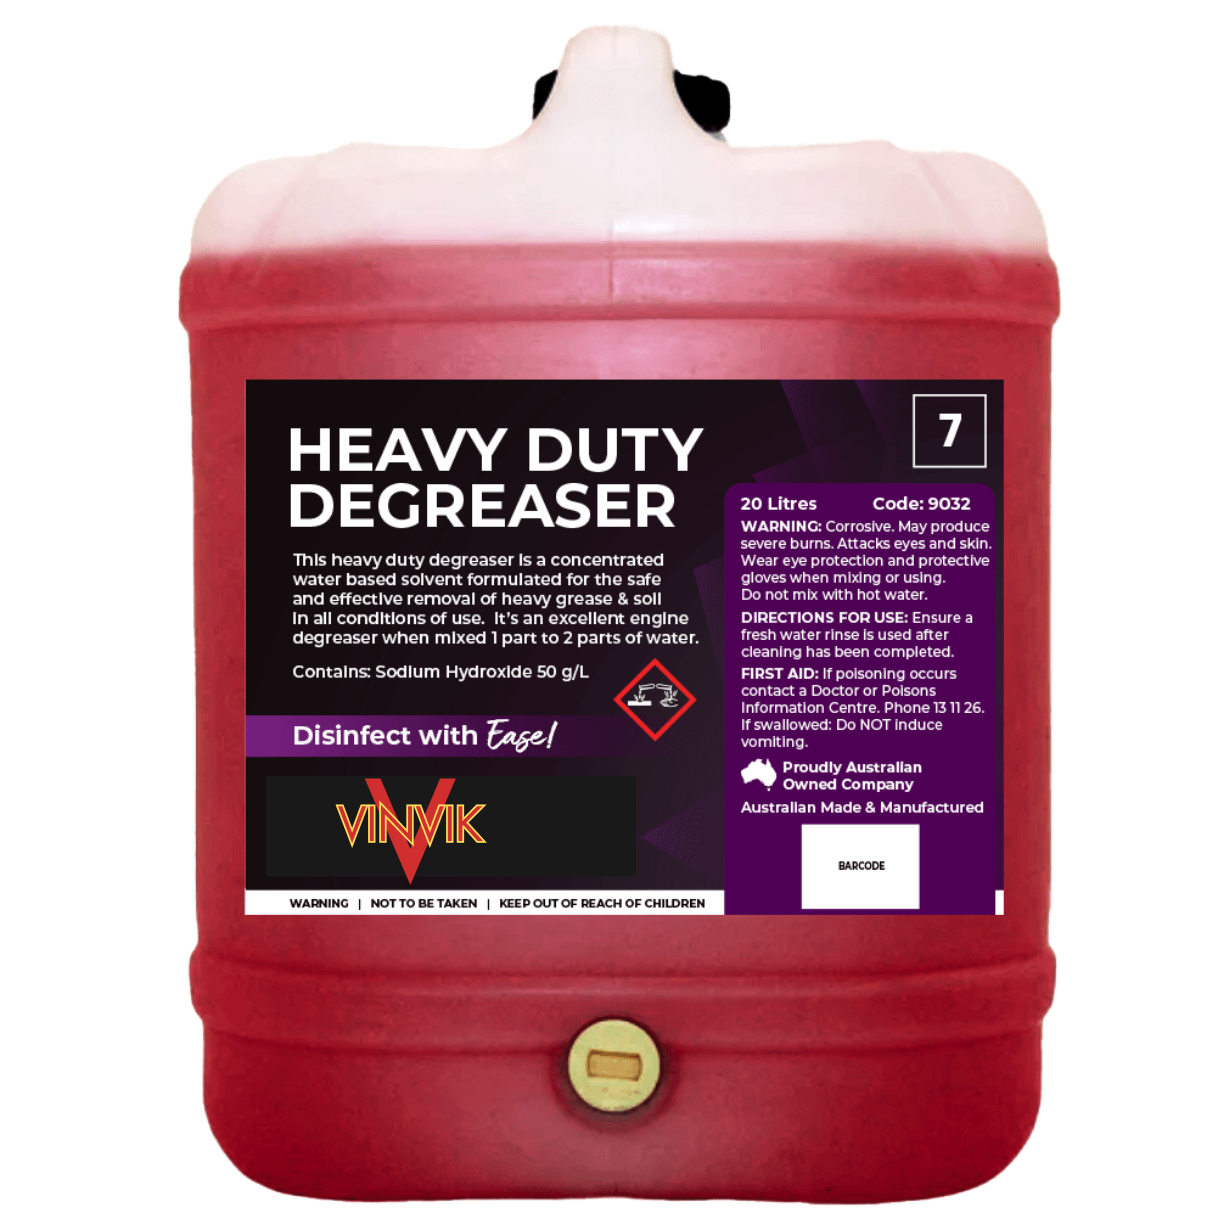 HEAVY DUTY
DEGREASER
This heavy duty degreaser is a concentrated
water based solvent formulated for the safe
and effective removal of heavy grease & soil
in all conditions of use.  It's an excellent engine
degreaser when mixed 1 part to 2 parts of water.
Contains: Sodium Hydroxide 50 g/L
Disinfect with Ease!
VINVIK
V
WARNING | NOT TO BE TAKEN | KEEP OUT OF REACH OF CHILDREN
7
20 Litres Code: 9032
WARNING: Corrosive. May produce
severe burns. Attacks eyes and skin.
Wear eye protection and protective
gloves when mixing or using.
Do not mix with hot water.
DIRECTIONS FOR USE: Ensure a
fresh water rinse is used after
cleaning has been completed.
FIRST AID: If poisoning occurs
contact a Doctor or Poisons
Information Centre. Phone 13 11 26.
If swallowed: Do NOT induce
vomiting.
Proudly Australian
Owned Company
Australian Made & Manufactured
BARCODE